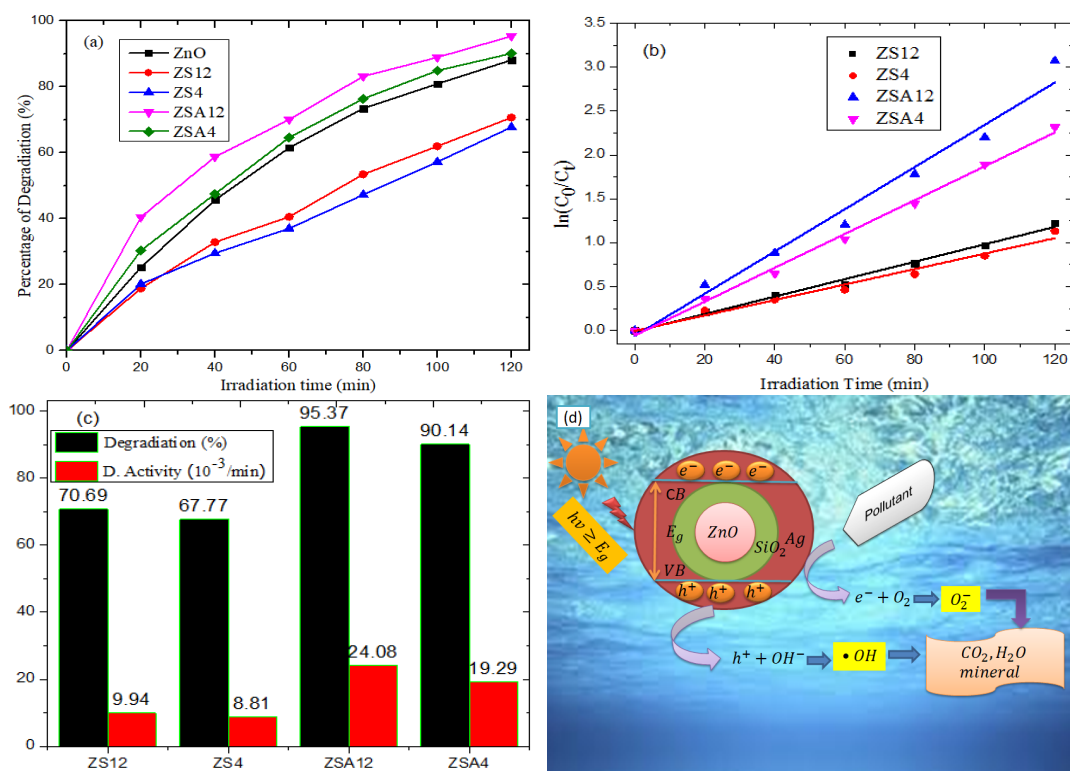 (a)
ZnO
ZS12
ZS4
ZSA12
ZSA4
Percentage of Degradation (%)
100
80
60
40
20
0
0 20 40 60 80 100 120
Irradiation time (min)
(b)
ZS12
ZS4
ZSA12
ZSA4
ln(C0/Ct)
3.5
3.0
2.5
2.0
1.5
1.0
0.5
0.0
0 20 40 60 80 100 120
Irradiation Time (min)
(c)
Degradation (%)
D. Activity (10⁻³/min)
100
80
60
40
20
0
70.69
9.94
67.77
8.81
95.37
24.08
90.14
19.29
ZS12 ZS4 ZSA12 ZSA4
(d)
hν ≥ Eg
e⁻ e⁻ e⁻
CB
Eg
ZnO
SiO2
Ag
VB
h⁺ h⁺ h⁺
Pollutant
e⁻ + O2
O2⁻
h⁺ + OH⁻
• OH
CO2, H2O
mineral